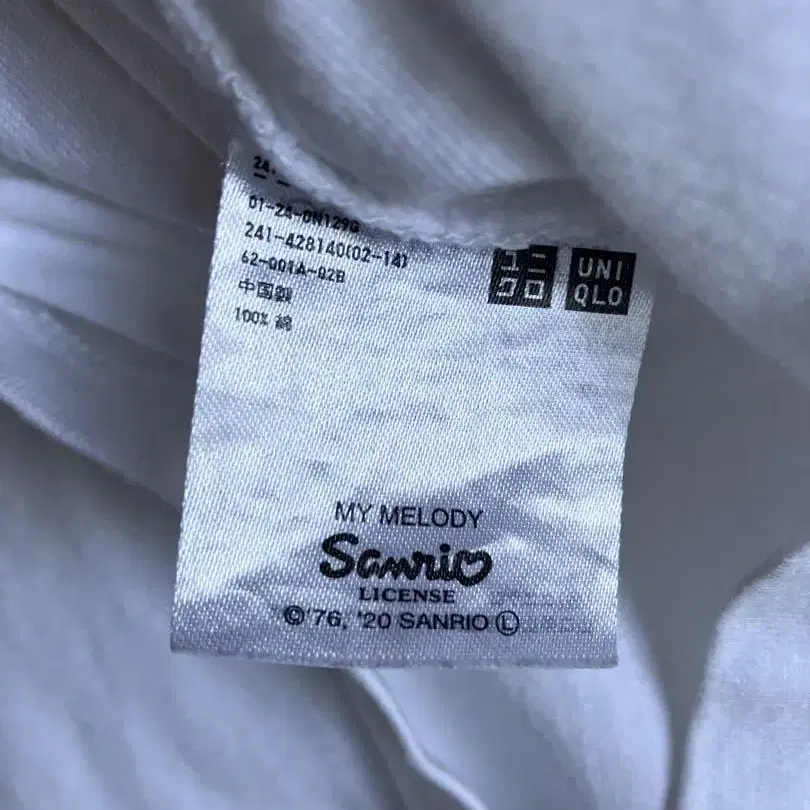 24.
01-24-0N129G
241-428140(02-14)
62-001A-02B
中国製
100% 綿
ユニ
クロ
UNI
QLO
MY MELODY
Sanrio
LICENSE
©'76, '20 SANRIO Ⓛ